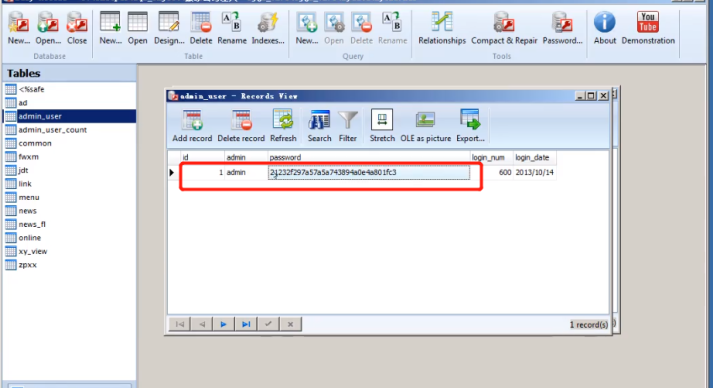 New... Open... Close New... Open Design... Delete Rename Indexes... New... Open Delete Rename Relationships Compact & Repair Password... About Demonstration
You Tube
Database Table Query Tools
Tables
<%safe
ad
admin_user
admin_user_count
common
fwxm
jdt
link
menu
news
news_fl
online
xy_view
zpxx
admin_user - Records View
Add record Delete record Refresh Search Filter Stretch OLE as picture Export...
id admin password login_num login_date
1 admin 21232f297a57a5a743894a0e4a801fc3 600 2013/10/14
1 record(s)